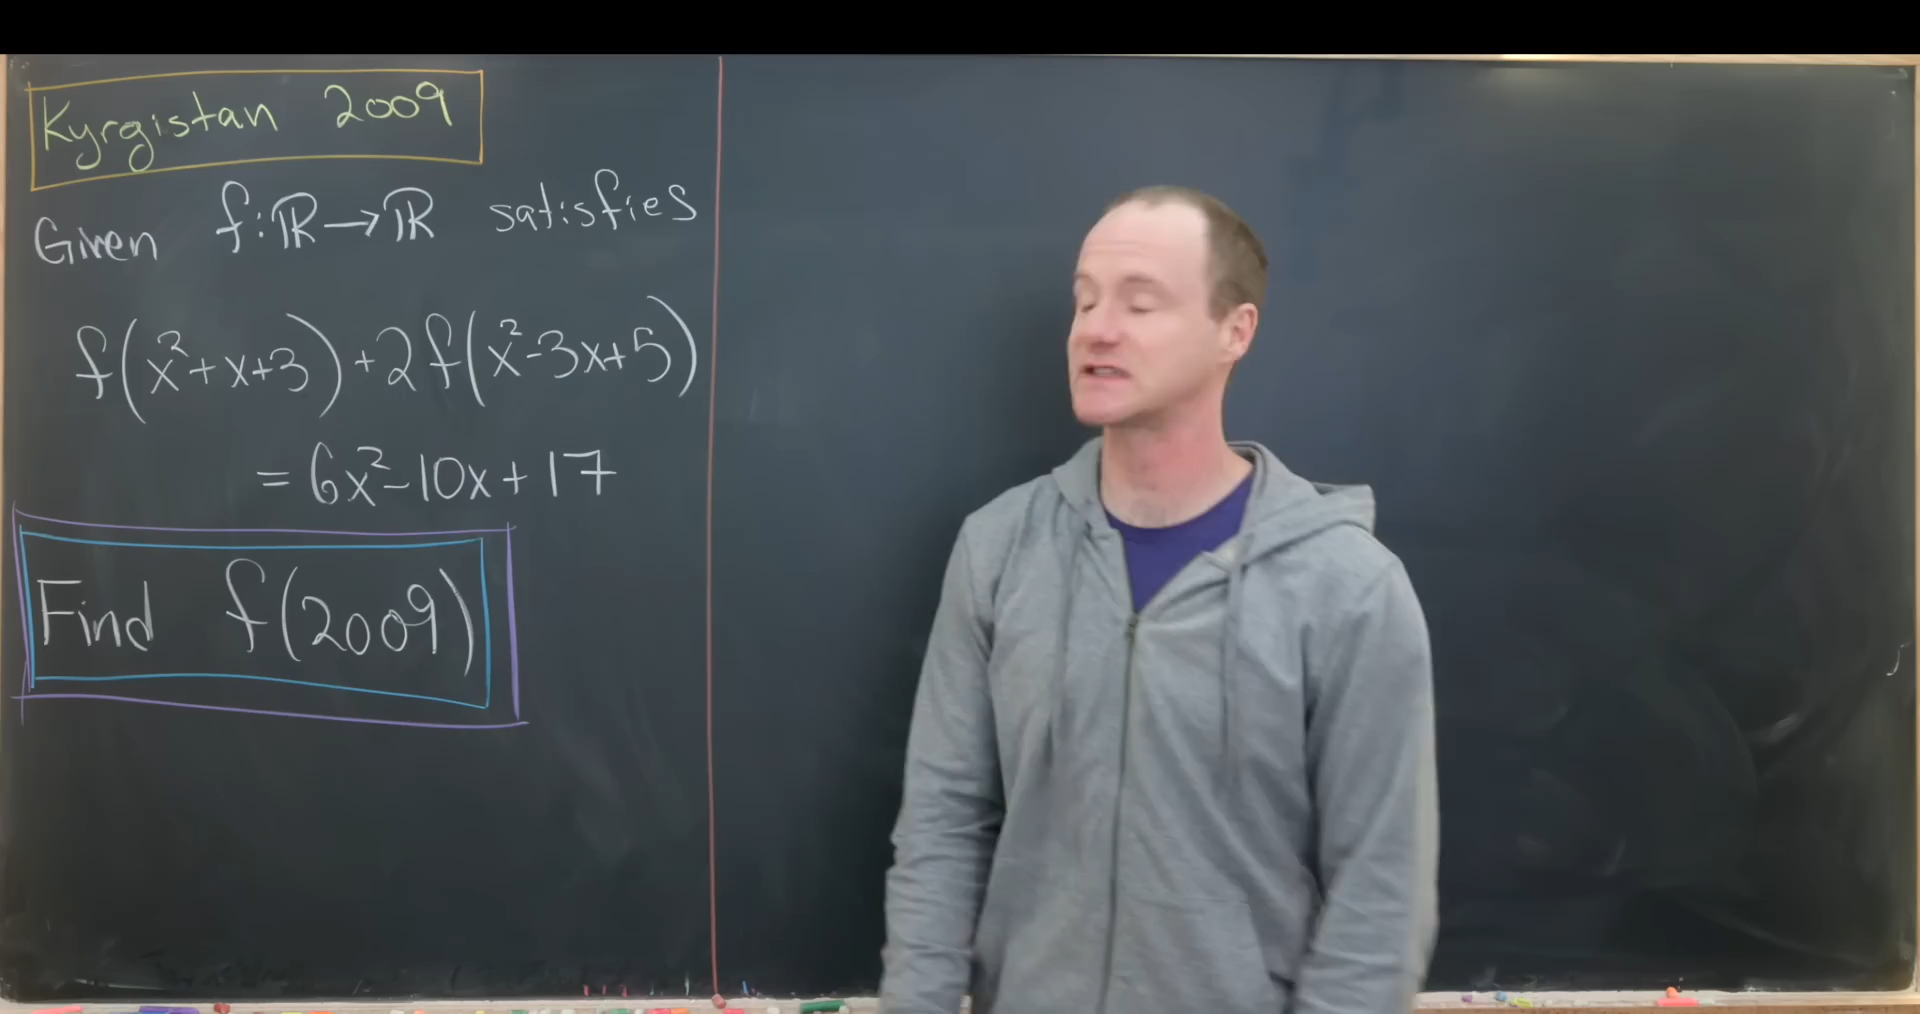 Kyrgistan 2009
Given f:ℝ→ℝ satisfies
f(x²+x+3)+2f(x²-3x+5)
=6x²-10x+17
Find f(2009)